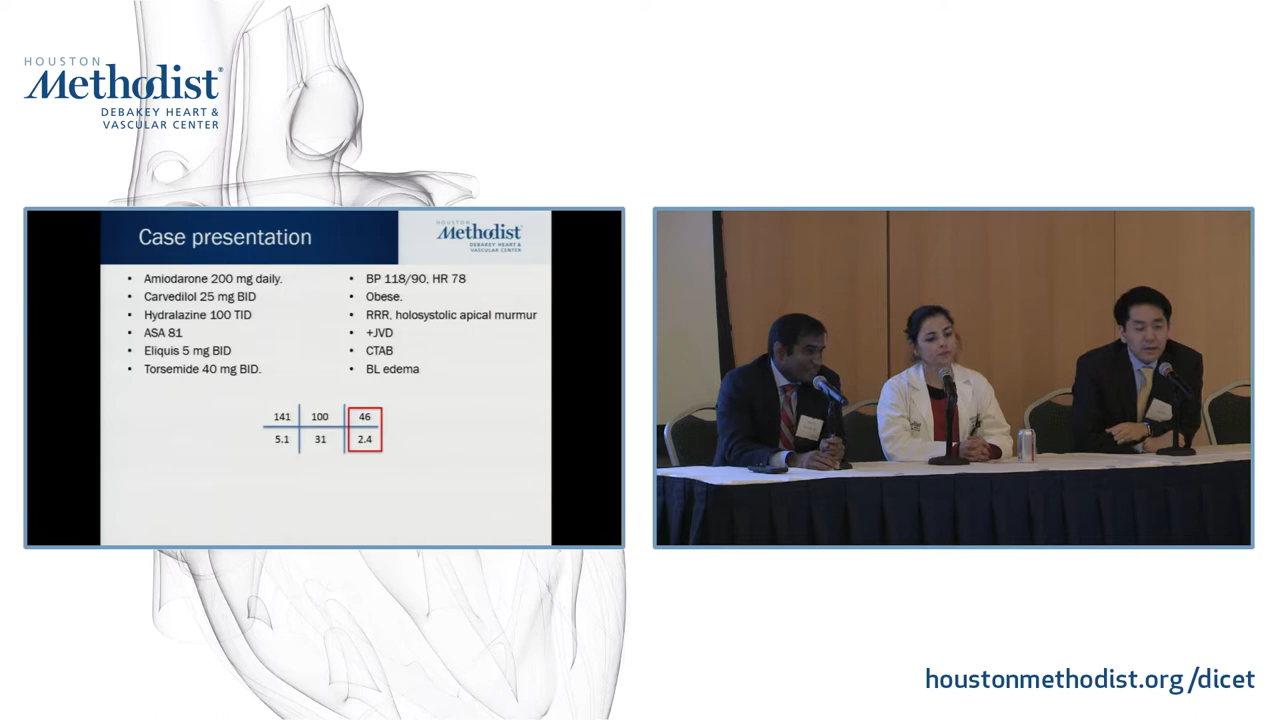 HOUSTON
Methodist®
DEBAKEY HEART &
VASCULAR CENTER
Case presentation
HOUSTON
Methodist
DEBAKEY HEART &
VASCULAR CENTER
• Amiodarone 200 mg daily.
• Carvedilol 25 mg BID
• Hydralazine 100 TID
• ASA 81
• Eliquis 5 mg BID
• Torsemide 40 mg BID.
• BP 118/90, HR 78
• Obese.
• RRR, holosystolic apical murmur
• +JVD
• CTAB
• BL edema
141 100 46
5.1 31 2.4
houstonmethodist.org/dicet